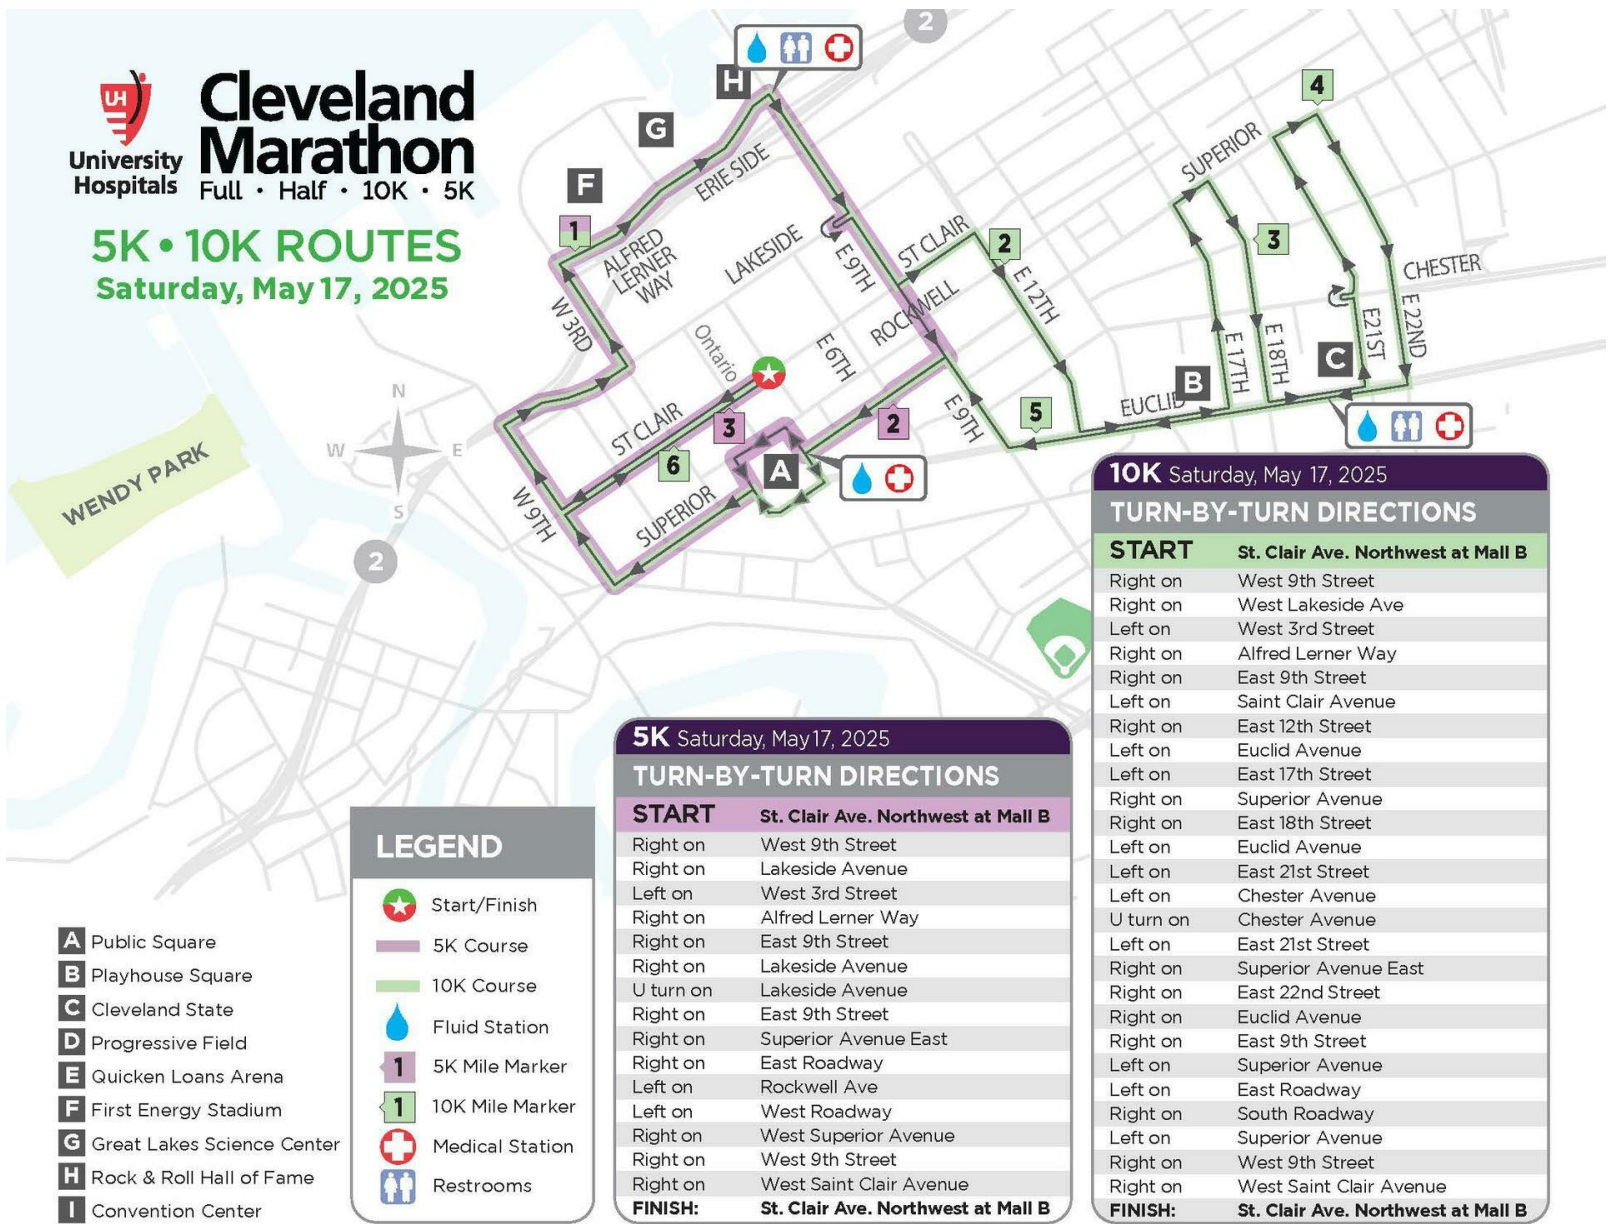 UH
University
Hospitals
Cleveland
Marathon
Full • Half • 10K • 5K
5K • 10K ROUTES
Saturday, May 17, 2025
2
H
G
F
1
ERIE SIDE
ALFRED
LERNER
WAY
LAKESIDE
W 3RD
E 9TH
ST CLAIR
2
E 12TH
ROCKWELL
Ontario
E 6TH
SUPERIOR
4
3
CHESTER
E 22ND
E21ST
C
E 18TH
E 17TH
B
EUCLID
5
E 9TH
2
3
ST CLAIR
6
A
SUPERIOR
W 9TH
N
W
E
S
WENDY PARK
2
10K Saturday, May 17, 2025
TURN-BY-TURN DIRECTIONS
START St. Clair Ave. Northwest at Mall B
Right on West 9th Street
Right on West Lakeside Ave
Left on West 3rd Street
Right on Alfred Lerner Way
Right on East 9th Street
Left on Saint Clair Avenue
Right on East 12th Street
Left on Euclid Avenue
Left on East 17th Street
Right on Superior Avenue
Right on East 18th Street
Left on Euclid Avenue
Left on East 21st Street
Left on Chester Avenue
U turn on Chester Avenue
Left on East 21st Street
Right on Superior Avenue East
Right on East 22nd Street
Right on Euclid Avenue
Right on East 9th Street
Left on Superior Avenue
Left on East Roadway
Right on South Roadway
Left on Superior Avenue
Right on West 9th Street
Right on West Saint Clair Avenue
FINISH: St. Clair Ave. Northwest at Mall B
5K Saturday, May 17, 2025
TURN-BY-TURN DIRECTIONS
START St. Clair Ave. Northwest at Mall B
Right on West 9th Street
Right on Lakeside Avenue
Left on West 3rd Street
Right on Alfred Lerner Way
Right on East 9th Street
Right on Lakeside Avenue
U turn on Lakeside Avenue
Right on East 9th Street
Right on Superior Avenue East
Right on East Roadway
Left on Rockwell Ave
Left on West Roadway
Right on West Superior Avenue
Right on West 9th Street
Right on West Saint Clair Avenue
FINISH: St. Clair Ave. Northwest at Mall B
LEGEND
Start/Finish
5K Course
10K Course
Fluid Station
1 5K Mile Marker
1 10K Mile Marker
Medical Station
Restrooms
A Public Square
B Playhouse Square
C Cleveland State
D Progressive Field
E Quicken Loans Arena
F First Energy Stadium
G Great Lakes Science Center
H Rock & Roll Hall of Fame
I Convention Center